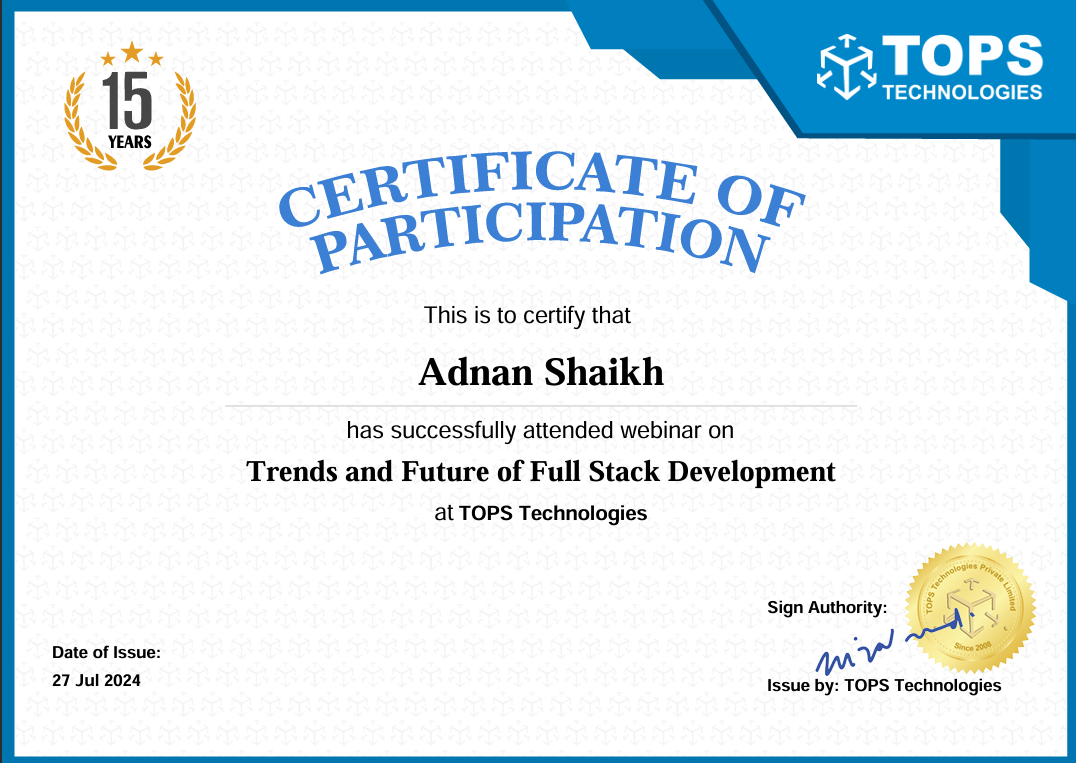 15
YEARS
TOPS
TECHNOLOGIES
CERTIFICATE OF
PARTICIPATION
This is to certify that
Adnan Shaikh
has successfully attended webinar on
Trends and Future of Full Stack Development
at TOPS Technologies
Date of Issue:
27 Jul 2024
Sign Authority:
TOPS Technologies Private Limited
Since 2008
Issue by: TOPS Technologies